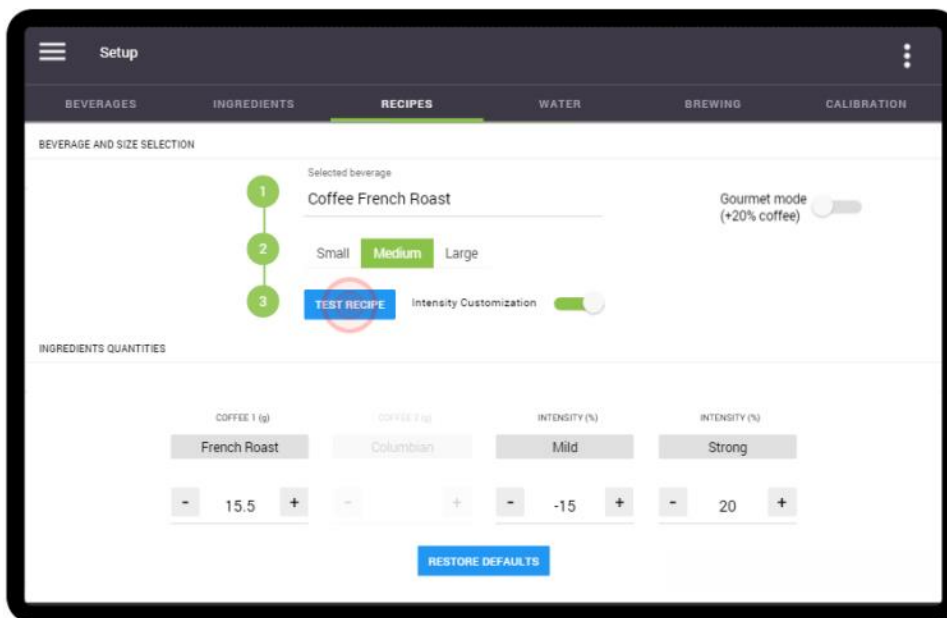 Setup
BEVERAGES INGREDIENTS RECIPES WATER BREWING CALIBRATION
BEVERAGE AND SIZE SELECTION
Selected beverage
1 Coffee French Roast
Gourmet mode
(+20% coffee)
2 Small Medium Large
3 TEST RECIPE Intensity Customization
INGREDIENTS QUANTITIES
COFFEE 1 (g) COFFEE 2 (g) INTENSITY (%) INTENSITY (%)
French Roast Columbian Mild Strong
- 15.5 + - + - -15 + - 20 +
RESTORE DEFAULTS